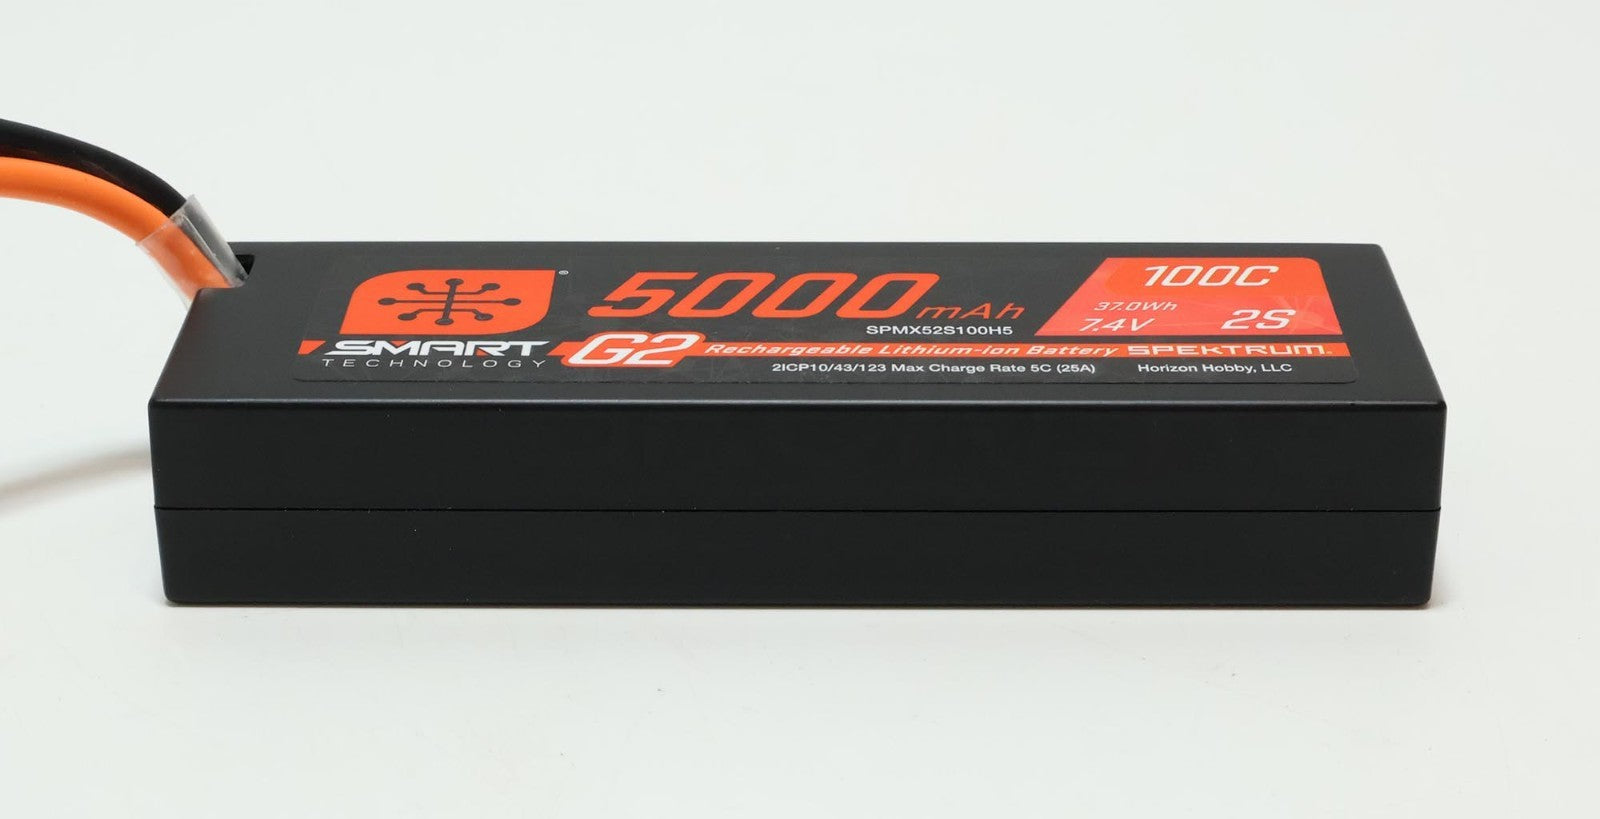 5000mAh
SPMX52S100H5
100C
37.0Wh
7.4V 2S
SMART
TECHNOLOGY
G2 Rechargeable Lithium-ion Battery SPEKTRUM.
2ICP10/43/123 Max Charge Rate 5C (25A) Horizon Hobby, LLC